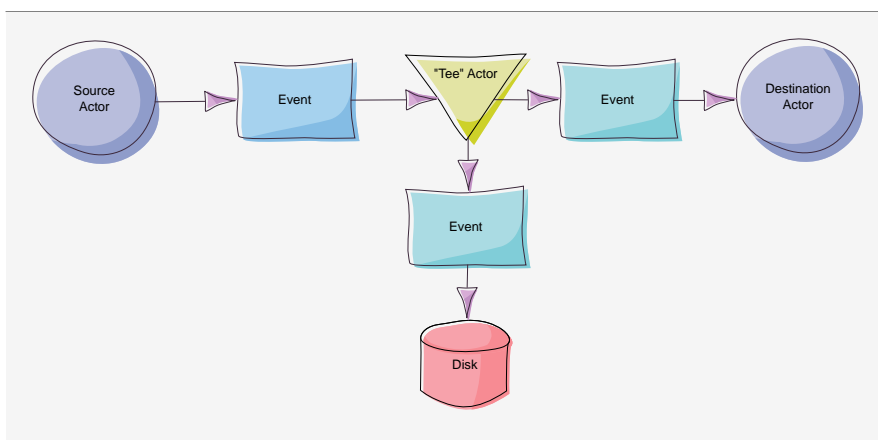 Source
Actor
Event
"Tee" Actor
Event
Destination
Actor
Event
Disk